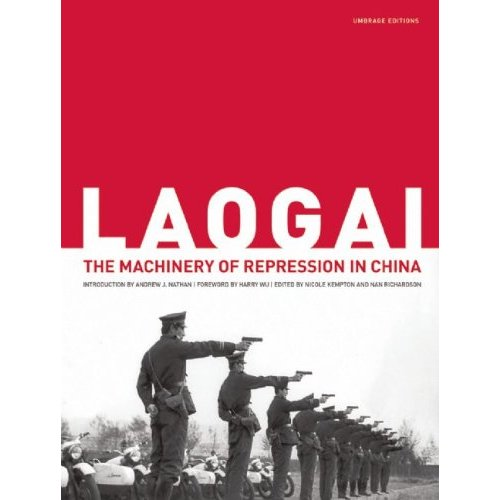 UMBRAGE EDITIONS
LAOGAI
THE MACHINERY OF REPRESSION IN CHINA
INTRODUCTION BY ANDREW J. NATHAN | FOREWORD BY HARRY WU | EDITED BY NICOLE KEMPTON AND NAN RICHARDSON